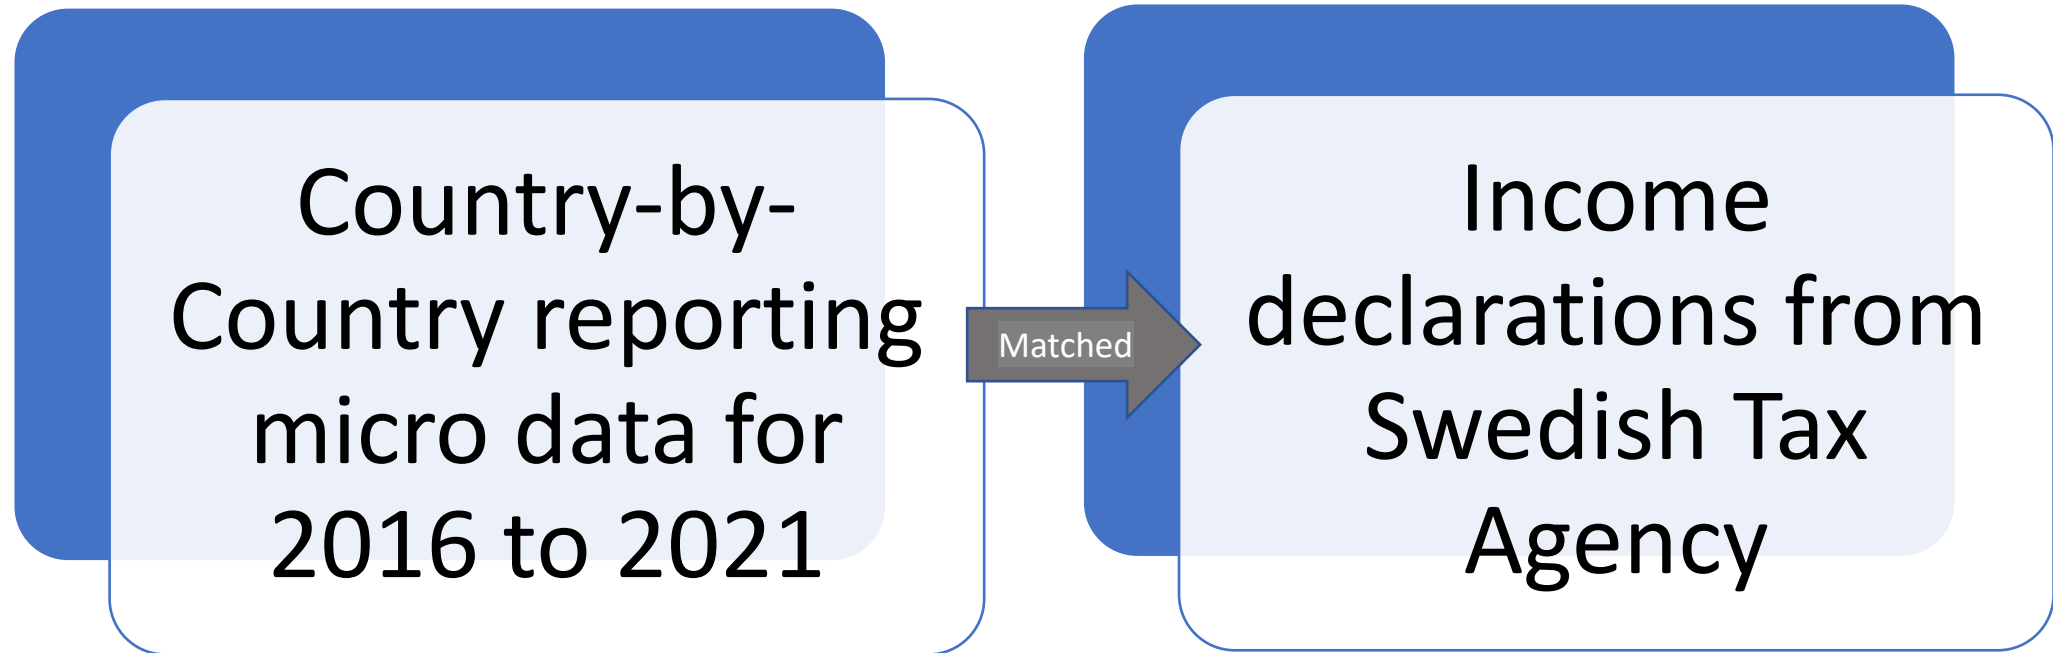 Country-by-
Country reporting
micro data for
2016 to 2021
Matched
Income
declarations from
Swedish Tax
Agency